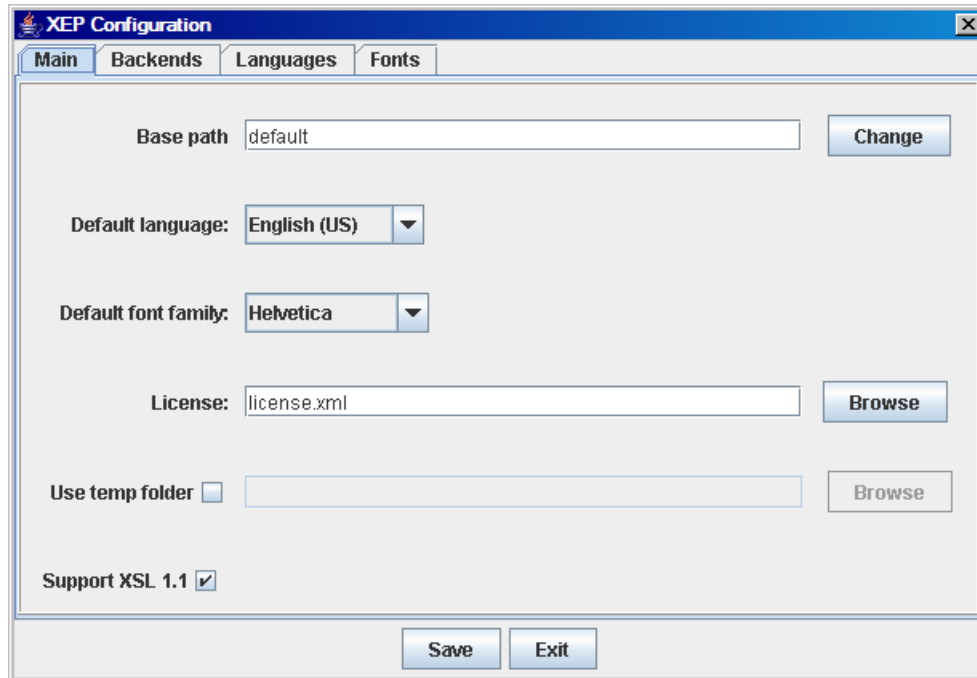 XEP Configuration
Main Backends Languages Fonts
Base path default Change
Default language: English (US)
Default font family: Helvetica
License: license.xml Browse
Use temp folder Browse
Support XSL 1.1
Save Exit